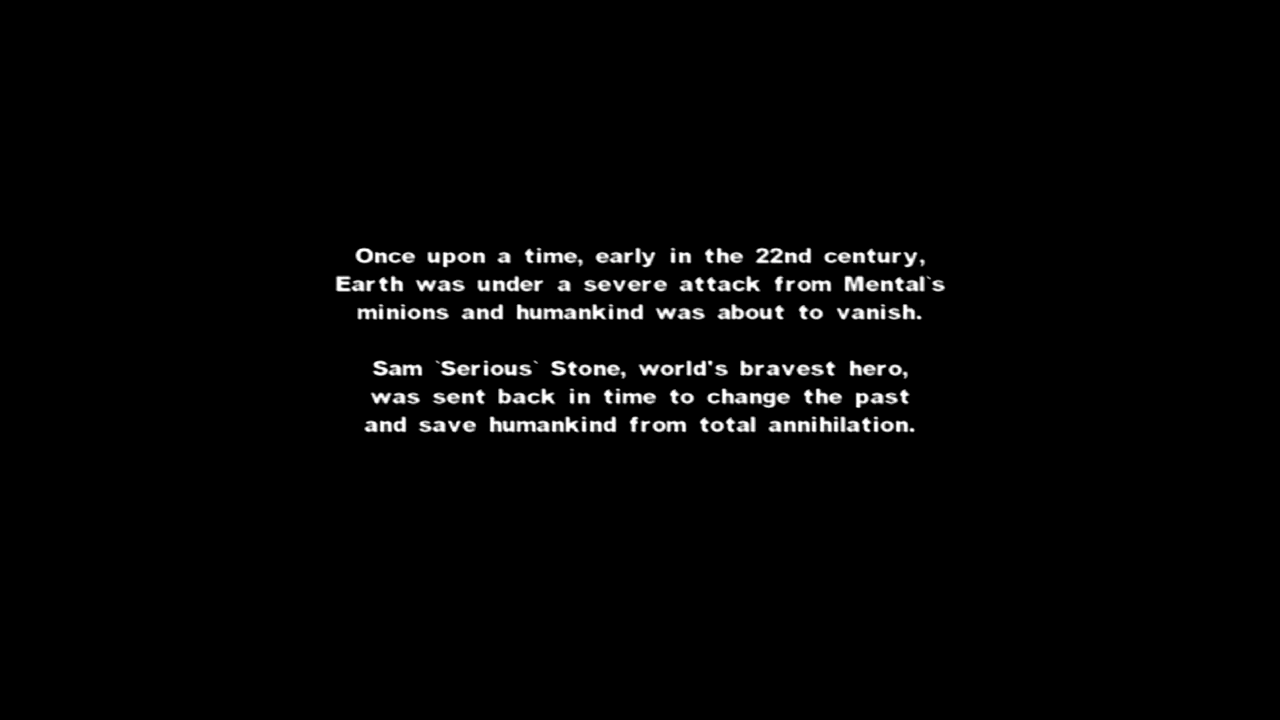 Once upon a time, early in the 22nd century,
Earth was under a severe attack from Mental`s
minions and humankind was about to vanish.
Sam `Serious` Stone, world's bravest hero,
was sent back in time to change the past
and save humankind from total annihilation.